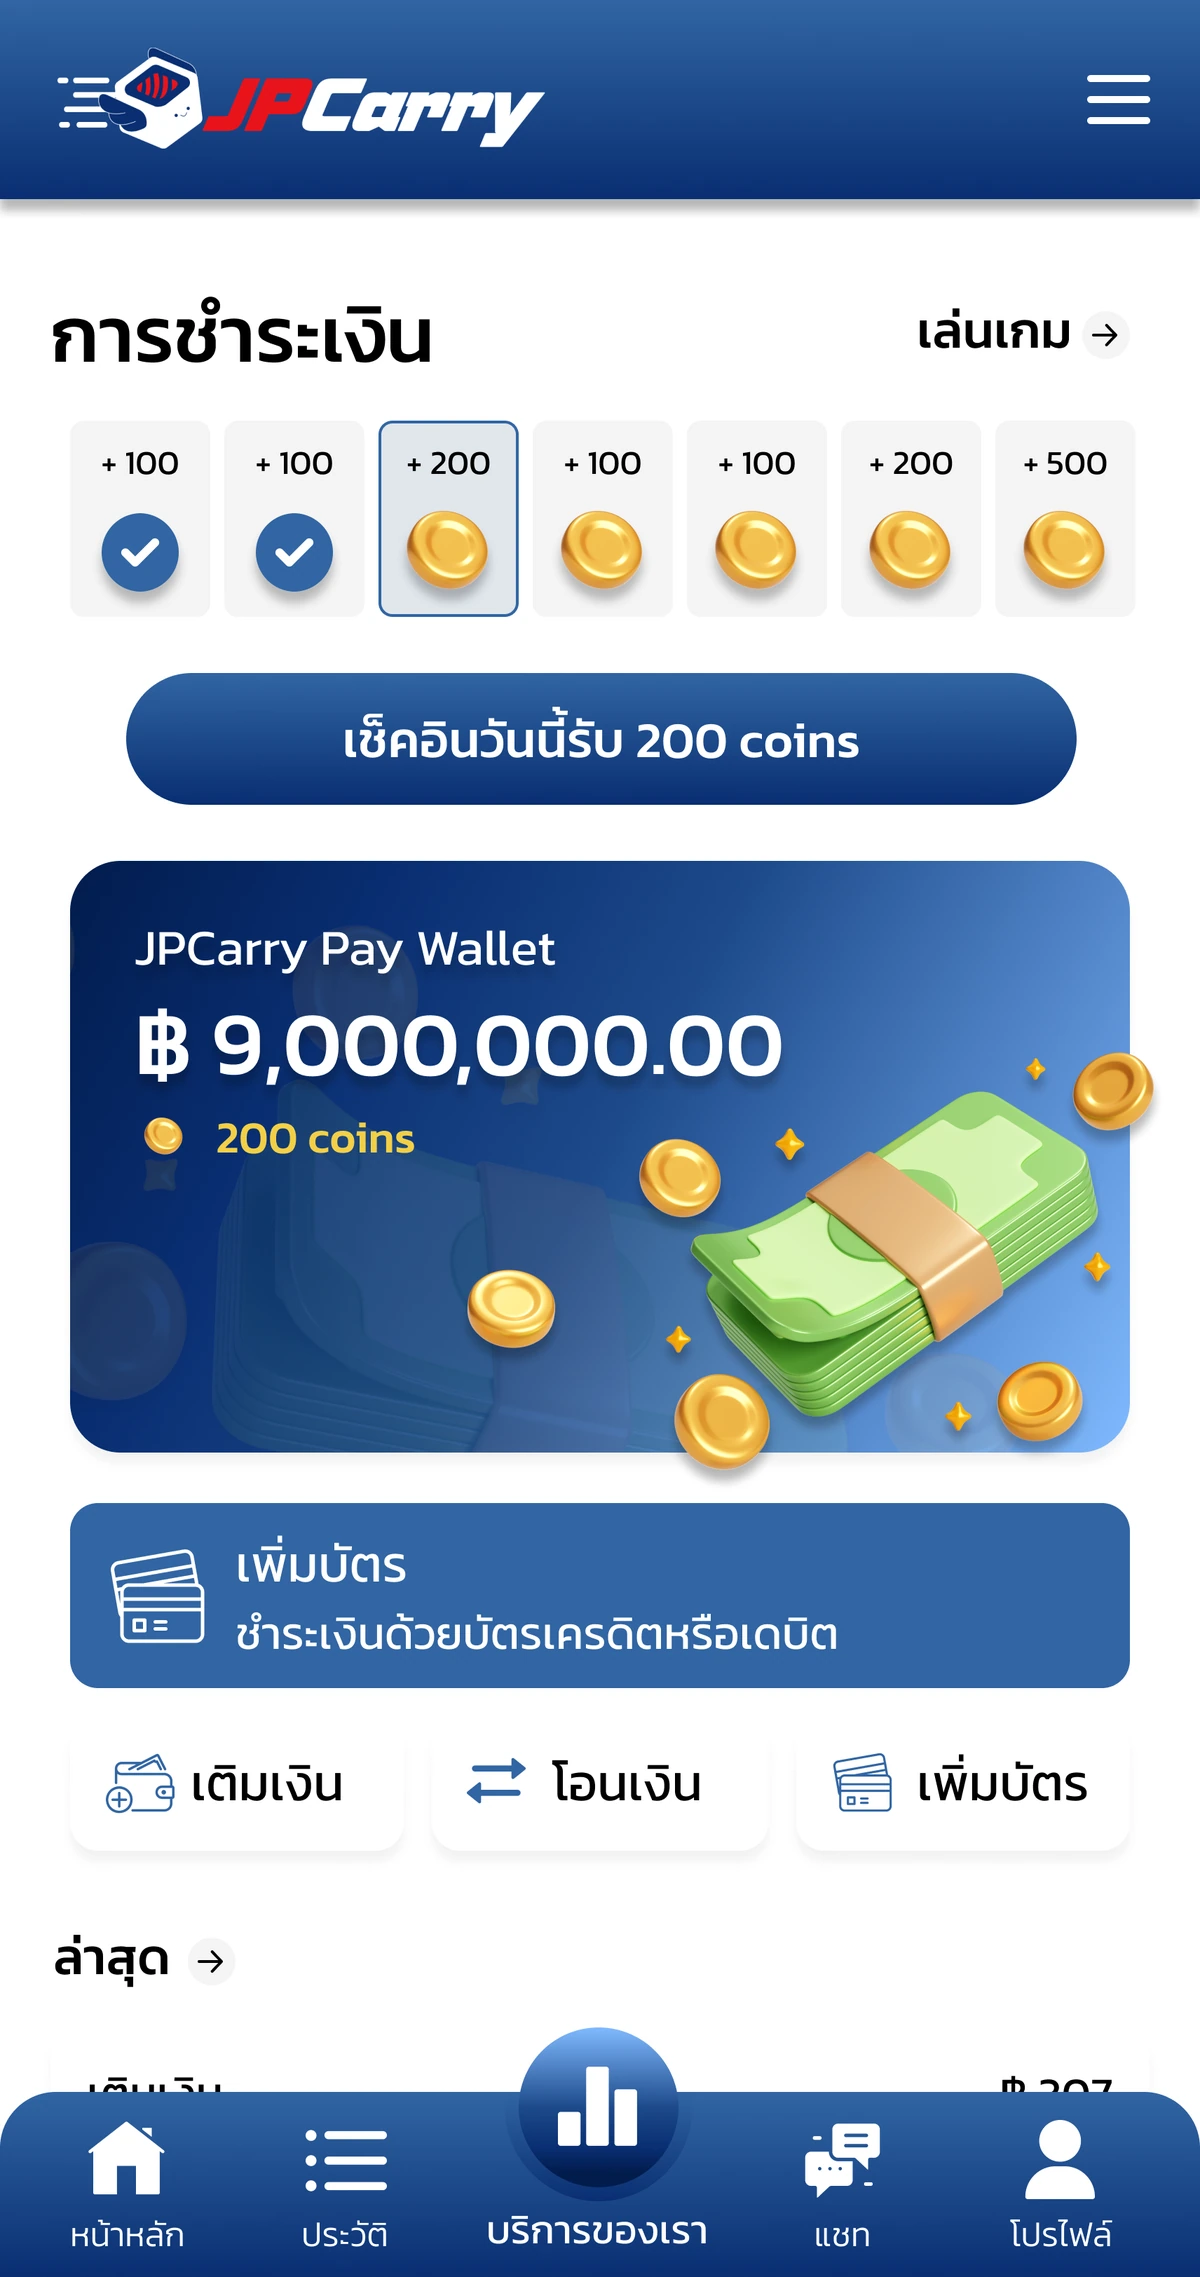 JPCarry
การชำระเงิน
เล่นเกม
+ 100
+ 100
+ 200
+ 100
+ 100
+ 200
+ 500
เช็คอินวันนี้รับ 200 coins
JPCarry Pay Wallet
฿ 9,000,000.00
200 coins
เพิ่มบัตร
ชำระเงินด้วยบัตรเครดิตหรือเดบิต
เติมเงิน
โอนเงิน
เพิ่มบัตร
ล่าสุด
เติมเงิน
หน้าหลัก
ประวัติ
บริการของเรา
แชท
โปรไฟล์